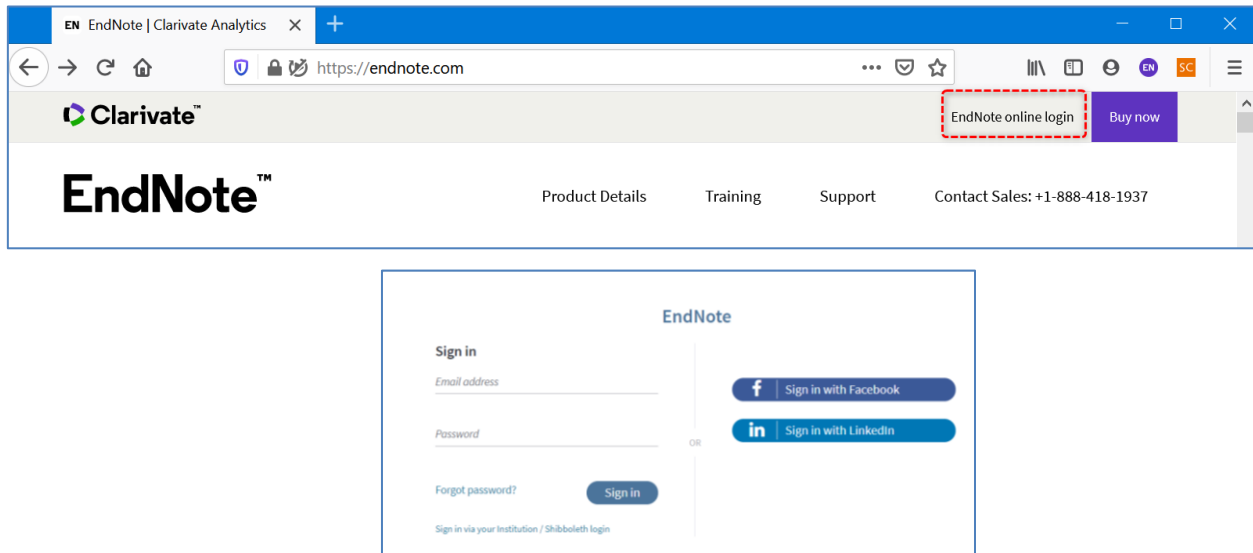 EN EndNote | Clarivate Analytics
https://endnote.com
EN SC
Clarivate™
EndNote online login Buy now
EndNote™
Product Details Training Support Contact Sales: +1-888-418-1937
EndNote
Sign in
Email address
f Sign in with Facebook
Password
in Sign in with LinkedIn
OR
Forgot password? Sign in
Sign in via your Institution / Shibboleth login